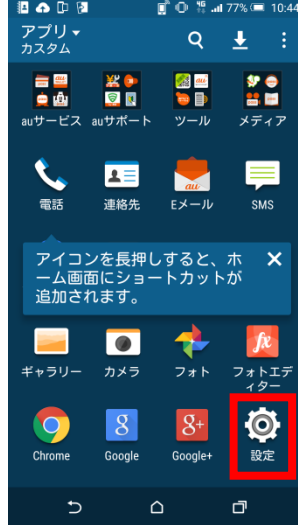 4G 77% 10:44
アプリ
カスタム
auサービス auサポート ツール メディア
au
電話 連絡先 Eメール SMS
アイコンを長押しすると、ホ
ーム画面にショートカットが
追加されます。
fx
ギャラリー カメラ フォト フォトエデ
ィター
8 8+
Chrome Google Google+ 設定